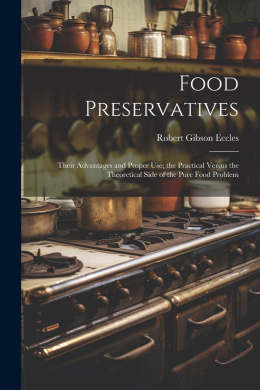 Food
Preservatives
Robert Gibson Eccles
Their Advantages and Proper Use; the Practical Versus the
Theoretical Side of the Pure Food Problem